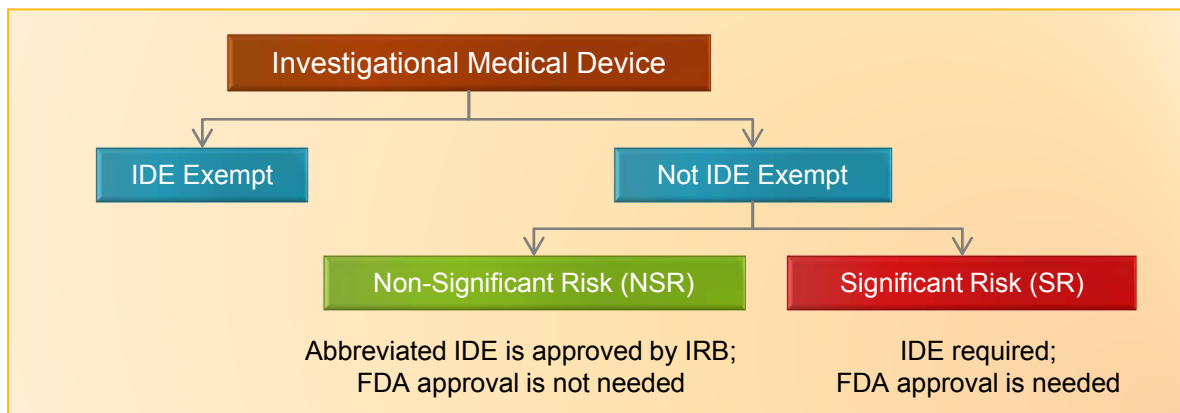 Investigational Medical Device
IDE Exempt
Not IDE Exempt
Non-Significant Risk (NSR)
Significant Risk (SR)
Abbreviated IDE is approved by IRB;
FDA approval is not needed
IDE required;
FDA approval is needed